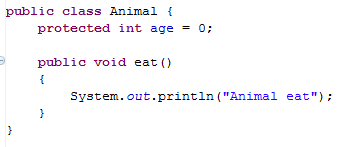 public class Animal {
    protected int age = 0;
    public void eat()
    {
        System.out.println("Animal eat");
    }
}